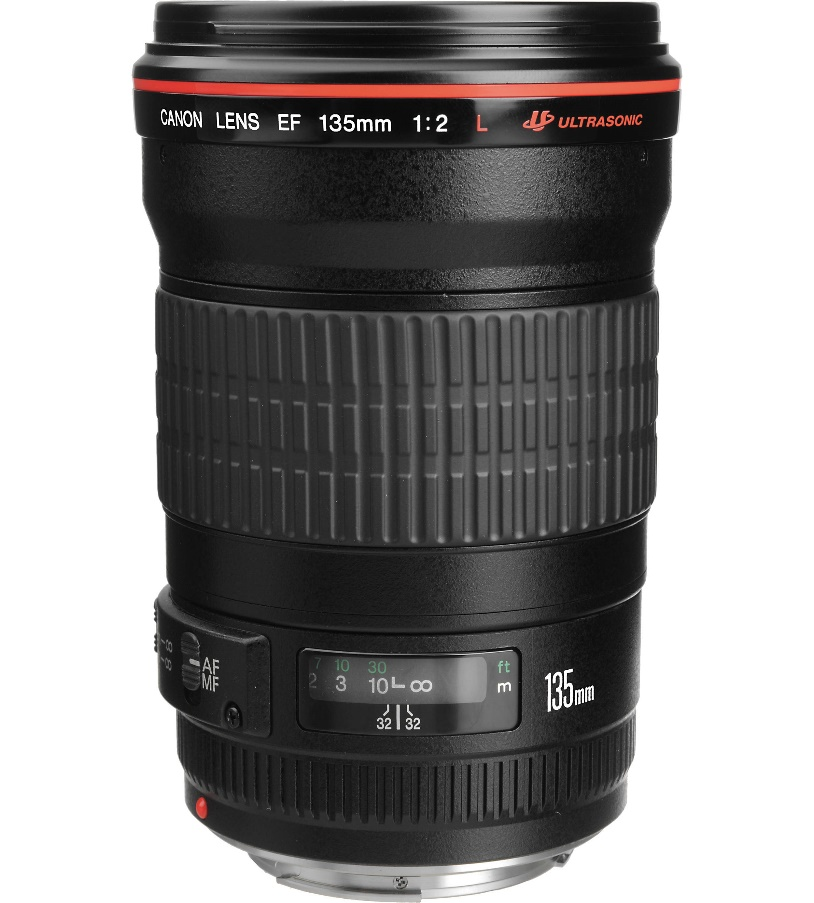 CANON LENS EF 135mm 1:2 L ULTRASONIC
∞
∞
AF
MF
7 10 30 ft
2 3 10 ∞ m
32 32
135mm